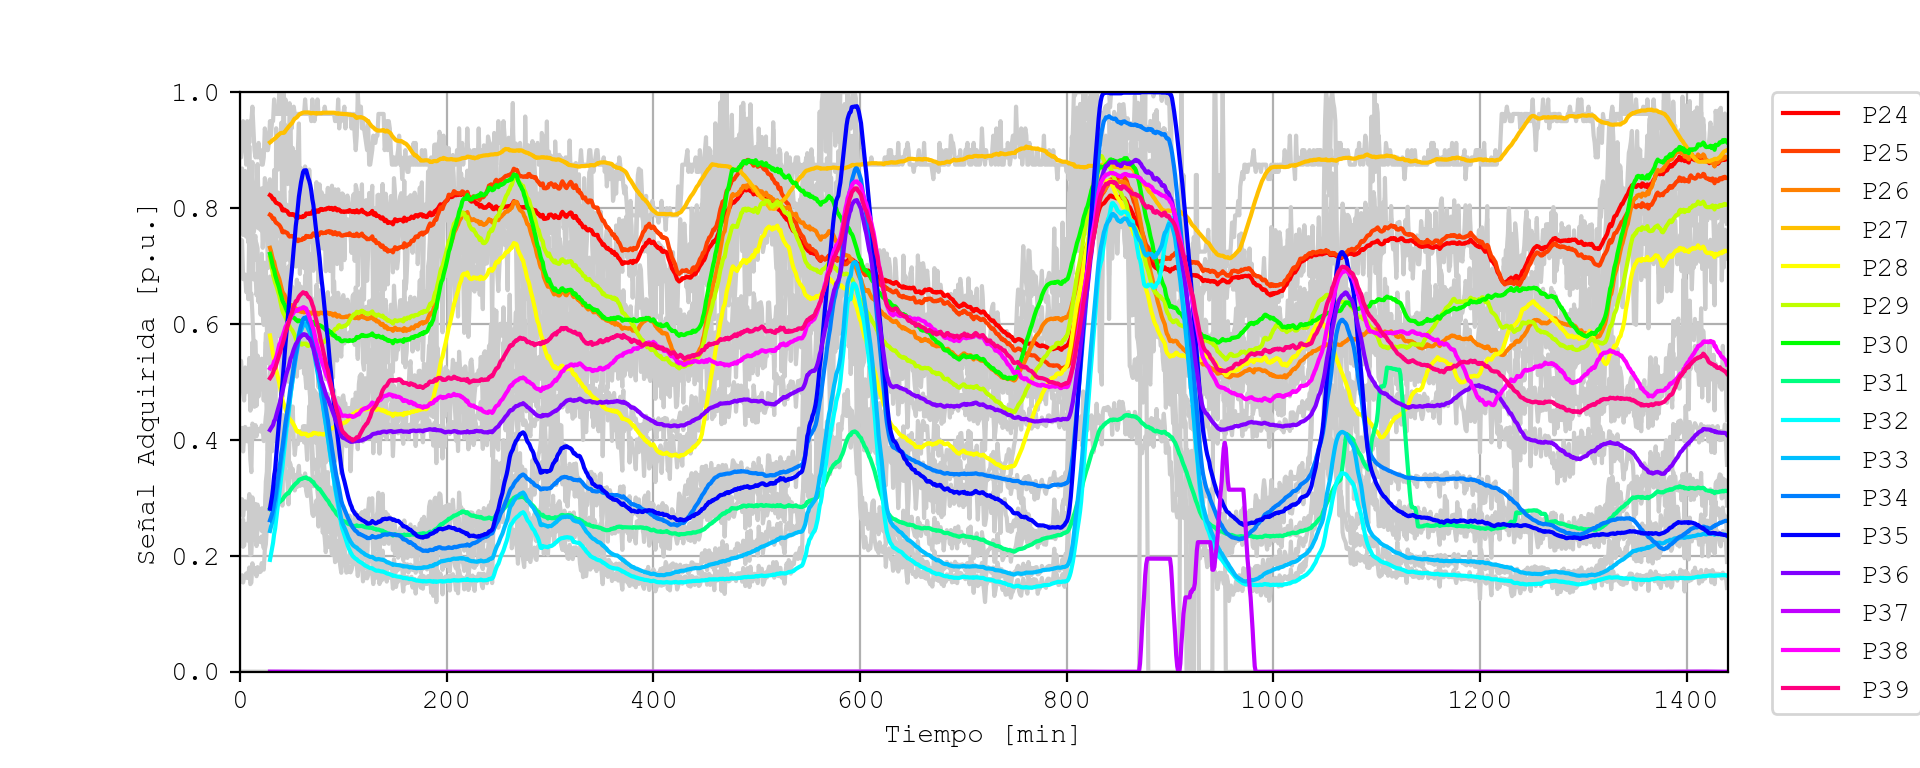 Señal Adquirida [p.u.]
1.0
0.8
0.6
0.4
0.2
0.0
0 200 400 600 800 1000 1200 1400
Tiempo [min]
P24
P25
P26
P27
P28
P29
P30
P31
P32
P33
P34
P35
P36
P37
P38
P39